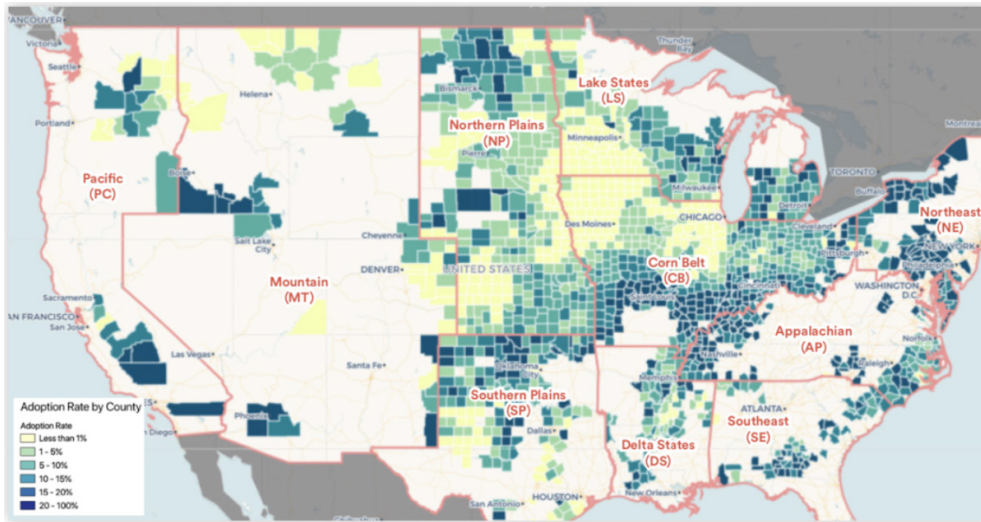 VANCOUVER
Victoria
Seattle
Thunder
Bay
Montreal
Helena
Bismarck
Lake States
(LS)
Portland
Northern Plains
(NP)
Minneapolis
Pierre
TORONTO
Pacific
(PC)
Boise
Milwaukee
Buffalo
Detroit
Northeast
(NE)
Des Moines
CHICAGO
Cleveland
NEW YORK
Salt Lake
City
Cheyenne
Pittsburgh
Mountain
(MT)
DENVER
UNITED STATES
Corn Belt
(CB)
Cincinnati
WASHINGTON
D.C.
Sacramento
SAN FRANCISCO
San Jose
Saint Louis
Appalachian
(AP)
Norfolk
Las Vegas
Santa Fe
Oklahoma
City
Nashville
Raleigh
Memphis
Southern Plains
(SP)
Phoenix
ATLANTA
Southeast
(SE)
Dallas
Delta States
(DS)
San Diego
San Antonio
HOUSTON
New Orleans
Chihuahua
Adoption Rate by County
Adoption Rate
Less than 1%
1 - 5%
5 - 10%
10 - 15%
15 - 20%
20 - 100%